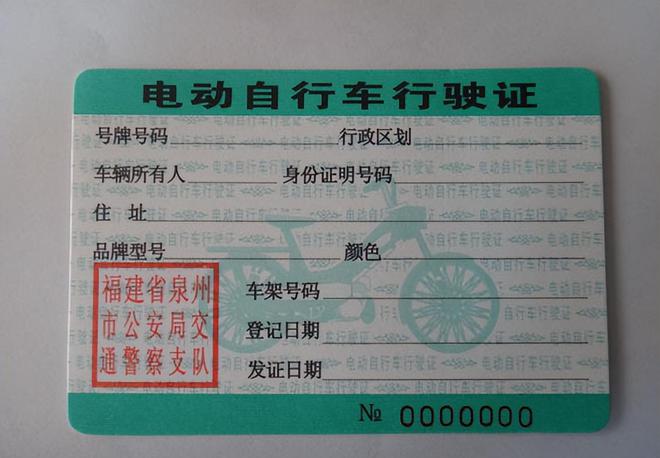 电动自行车行驶证
号牌号码 行政区划
车辆所有人 身份证明号码
住 址
品牌型号 颜色
福建省泉州
市公安局交
通警察支队
车架号码
登记日期
发证日期
№ 0000000